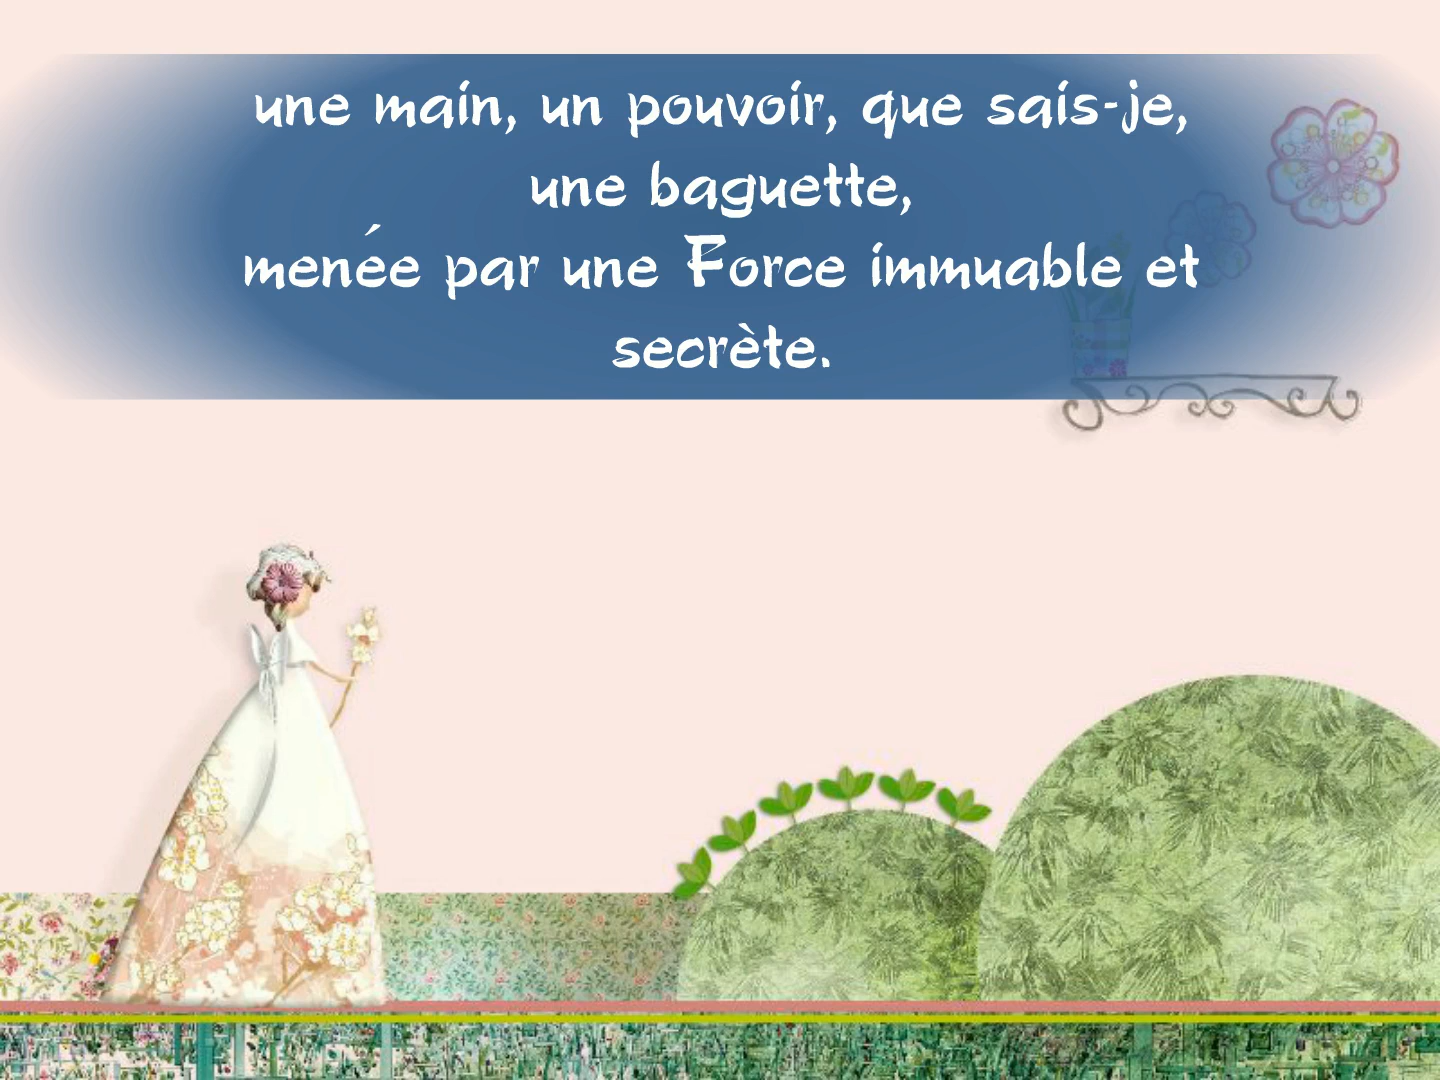 une main, un pouvoir, que sais-je,
une baguette,
menée par une Force immuable et
secrète.